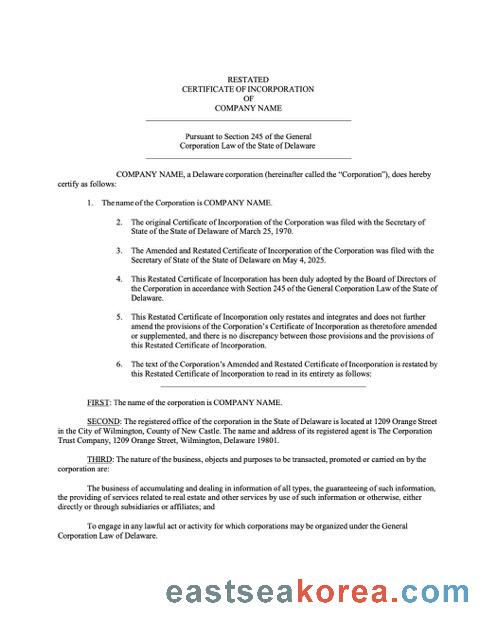 RESTATED
CERTIFICATE OF INCORPORATION
OF
COMPANY NAME
Pursuant to Section 245 of the General
Corporation Law of the State of Delaware
COMPANY NAME, a Delaware corporation (hereinafter called the “Corporation”), does hereby
certify as follows:
1. The name of the Corporation is COMPANY NAME.
2. The original Certificate of Incorporation of the Corporation was filed with the Secretary of
State of the State of Delaware of March 25, 1970.
3. The Amended and Restated Certificate of Incorporation of the Corporation was filed with the
Secretary of State of the State of Delaware on May 4, 2025.
4. This Restated Certificate of Incorporation has been duly adopted by the Board of Directors of
the Corporation in accordance with Section 245 of the General Corporation Law of the State of
Delaware.
5. This Restated Certificate of Incorporation only restates and integrates and does not further
amend the provisions of the Corporation’s Certificate of Incorporation as theretofore amended
or supplemented, and there is no discrepancy between those provisions and the provisions of
this Restated Certificate of Incorporation.
6. The text of the Corporation’s Amended and Restated Certificate of Incorporation is restated by
this Restated Certificate of Incorporation to read in its entirety as follows:
FIRST: The name of the corporation is COMPANY NAME.
SECOND: The registered office of the corporation in the State of Delaware is located at 1209 Orange Street
in the City of Wilmington, County of New Castle. The name and address of its registered agent is The Corporation
Trust Company, 1209 Orange Street, Wilmington, Delaware 19801.
THIRD: The nature of the business, objects and purposes to be transacted, promoted or carried on by the
corporation are:
The business of accumulating and dealing in information of all types, the guaranteeing of such information,
the providing of services related to real estate and other services by use of such information or otherwise, either
directly or through subsidiaries or affiliates; and
To engage in any lawful act or activity for which corporations may be organized under the General
Corporation Law of Delaware.
eastseakorea.com